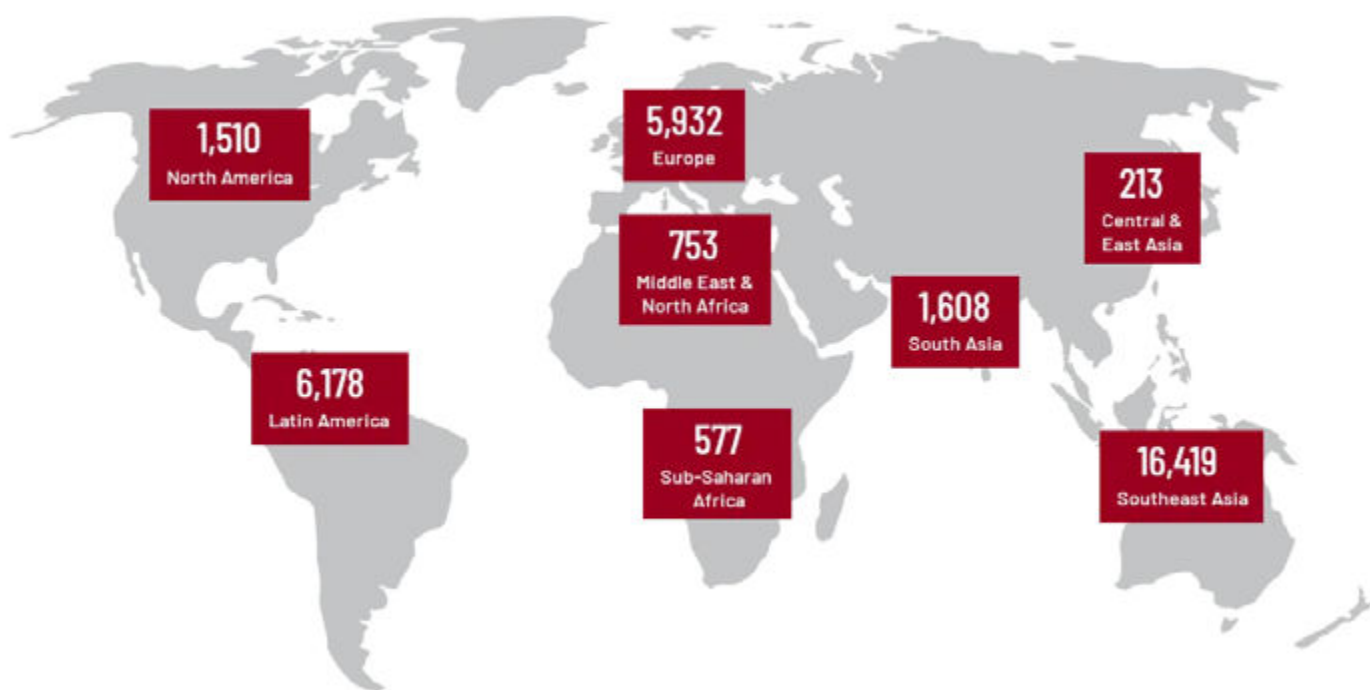 1,510
North America
5,932
Europe
213
Central &
East Asia
753
Middle East &
North Africa
1,608
South Asia
6,178
Latin America
577
Sub-Saharan
Africa
16,419
Southeast Asia